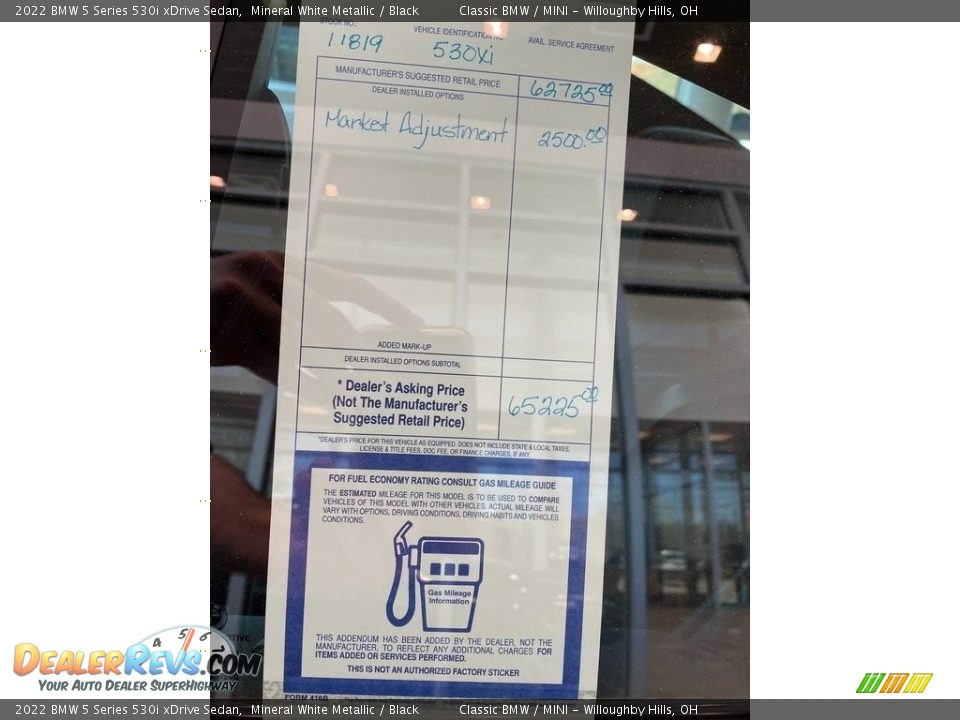 2022 BMW 5 Series 530i xDrive Sedan, Mineral White Metallic / Black Classic BMW / MINI - Willoughby Hills, OH
STOCK NO.: VEHICLE IDENTIFICATION NO. AVAIL. SERVICE AGREEMENT
11819 530xi
MANUFACTURER'S SUGGESTED RETAIL PRICE 62725.00
DEALER INSTALLED OPTIONS
Market Adjustment 2500.00
ADDED MARK-UP
DEALER INSTALLED OPTIONS SUBTOTAL
* Dealer's Asking Price
(Not The Manufacturer's
Suggested Retail Price)
65225.00
*DEALER'S PRICE FOR THIS VEHICLE AS EQUIPPED. DOES NOT INCLUDE STATE & LOCAL TAXES,
LICENSE & TITLE FEES, DOC FEE, OR FINANCE CHARGES, IF ANY.
FOR FUEL ECONOMY RATING CONSULT GAS MILEAGE GUIDE
THE ESTIMATED MILEAGE FOR THIS MODEL IS TO BE USED TO COMPARE
VEHICLES OF THIS MODEL WITH OTHER VEHICLES. ACTUAL MILEAGE WILL
VARY WITH OPTIONS, DRIVING CONDITIONS, DRIVING HABITS AND VEHICLES
CONDITIONS.
Gas Mileage
Information
THIS ADDENDUM HAS BEEN ADDED BY THE DEALER, NOT THE
MANUFACTURER, TO REFLECT ANY ADDITIONAL CHARGES FOR
ITEMS ADDED OR SERVICES PERFORMED.
THIS IS NOT AN AUTHORIZED FACTORY STICKER
FORM 416B
4 5 6
DEALERREVS.COM
YOUR AUTO DEALER SUPERHIGHWAY
2022 BMW 5 Series 530i xDrive Sedan, Mineral White Metallic / Black Classic BMW / MINI - Willoughby Hills, OH